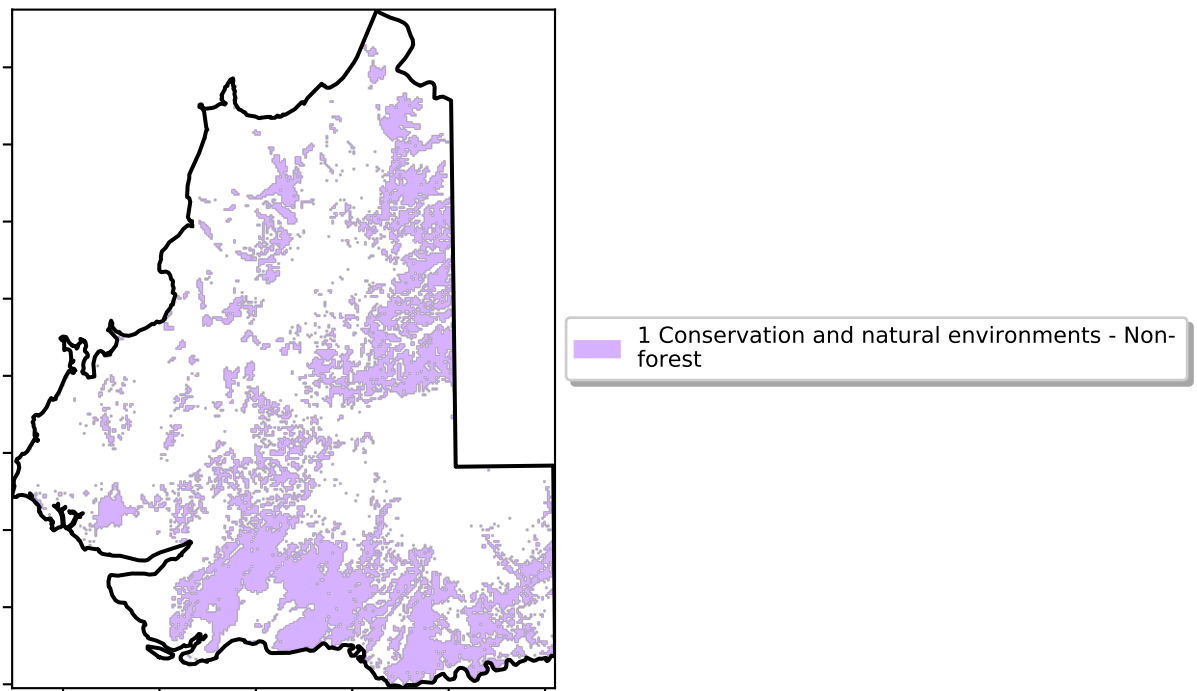 1 Conservation and natural environments - Non-
forest